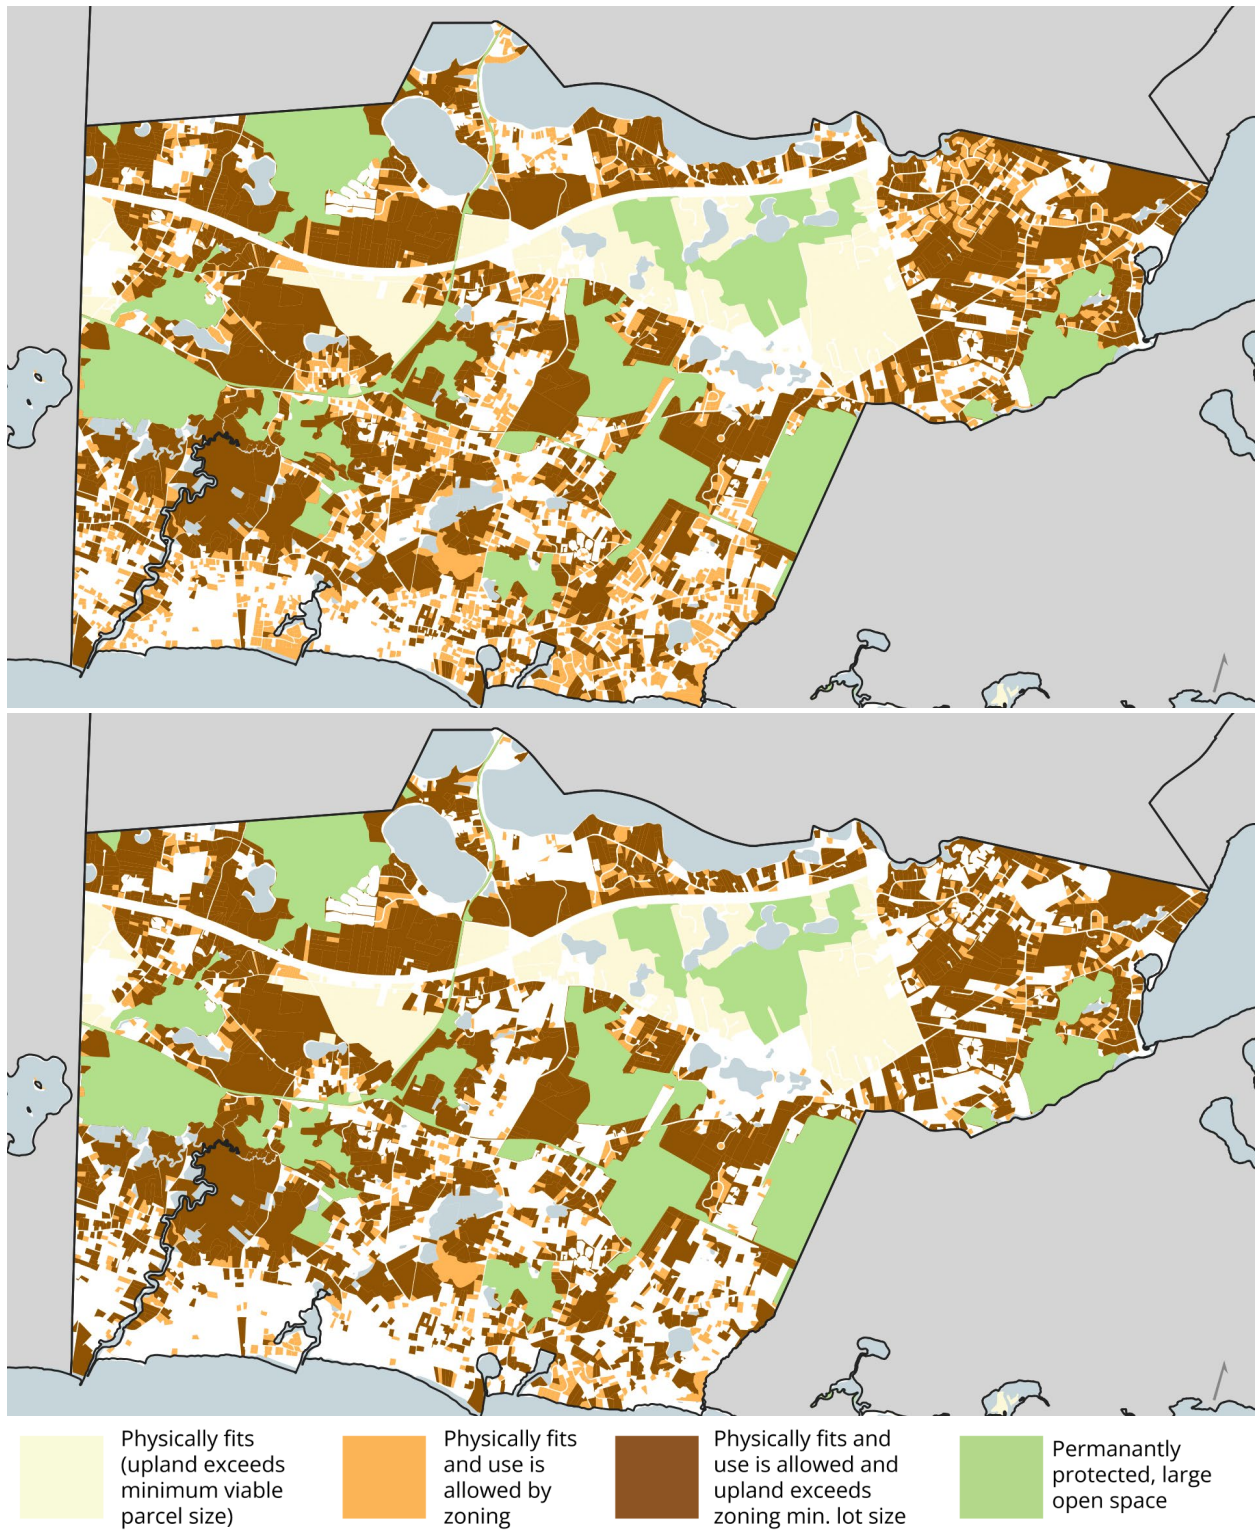 Physically fits
(upland exceeds
minimum viable
parcel size)
Physically fits
and use is
allowed by
zoning
Physically fits and
use is allowed and
upland exceeds
zoning min. lot size
Permanantly
protected, large
open space